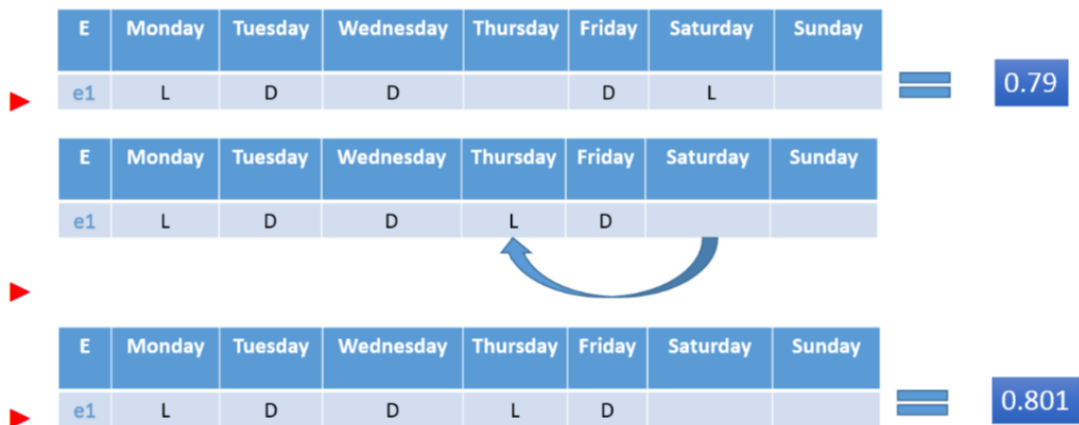 E Monday Tuesday Wednesday Thursday Friday Saturday Sunday
e1 L D D D L
0.79
E Monday Tuesday Wednesday Thursday Friday Saturday Sunday
e1 L D D L D
E Monday Tuesday Wednesday Thursday Friday Saturday Sunday
e1 L D D L D
0.801